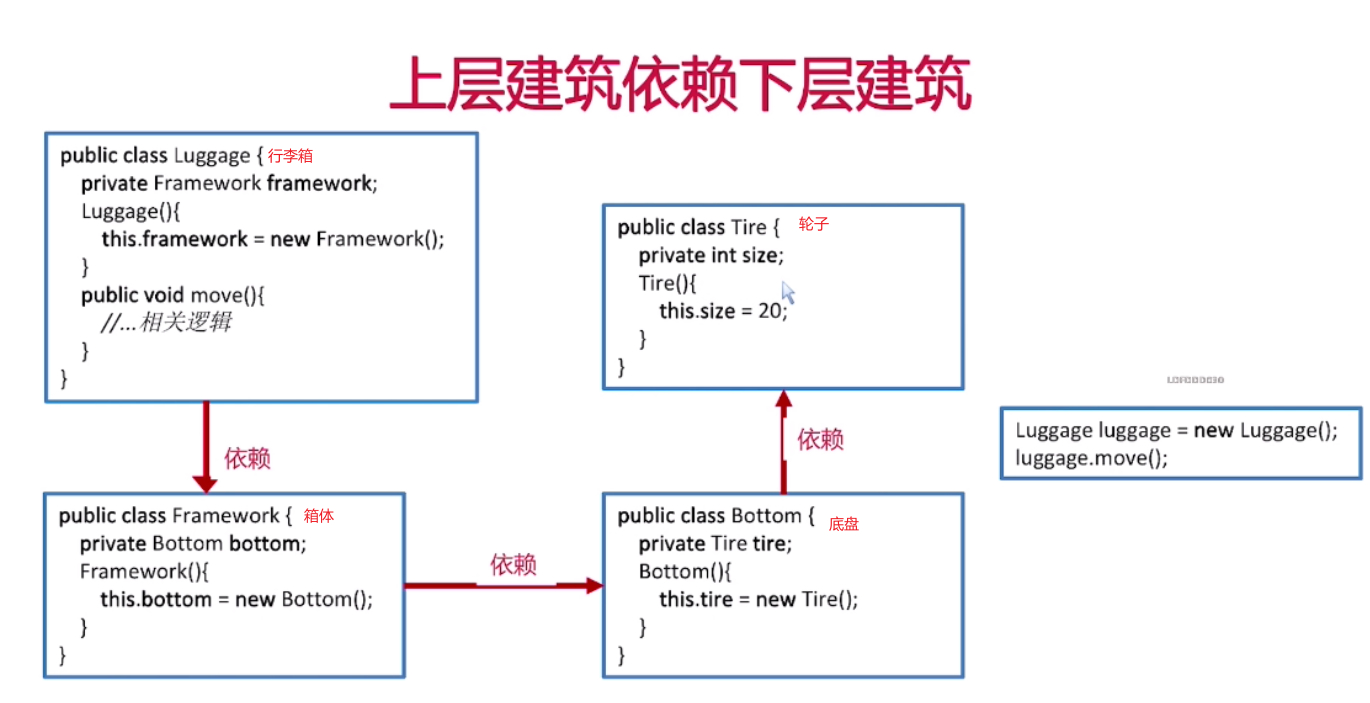 上层建筑依赖下层建筑
public class Luggage { 行李箱
private Framework framework;
Luggage(){
this.framework = new Framework();
}
public void move(){
//...相关逻辑
}
}
依赖
public class Framework { 箱体
private Bottom bottom;
Framework(){
this.bottom = new Bottom();
}
}
依赖
public class Bottom { 底盘
private Tire tire;
Bottom(){
this.tire = new Tire();
}
}
依赖
public class Tire { 轮子
private int size;
Tire(){
this.size = 20;
}
}
Luggage luggage = new Luggage();
luggage.move();